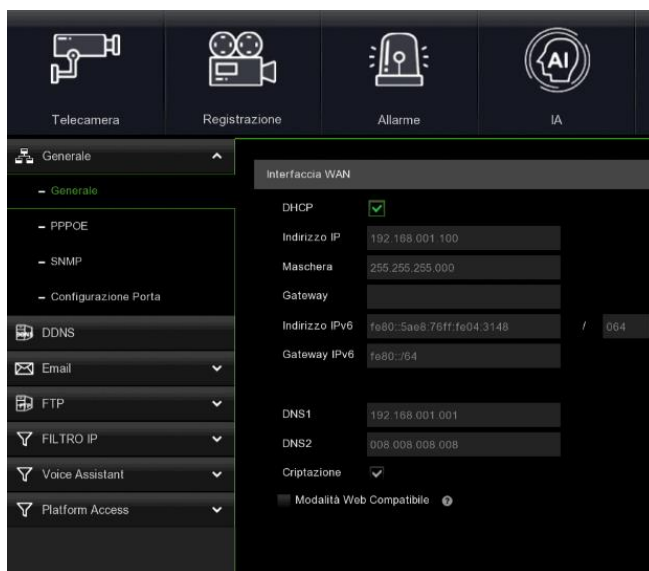 AI
Telecamera
Registrazione
Allarme
IA
Generale
Generale
PPPOE
SNMP
Configurazione Porta
DDNS
Email
FTP
FILTRO IP
Voice Assistant
Platform Access
Interfaccia WAN
DHCP
Indirizzo IP 192.168.001.100
Maschera 255.255.255.000
Gateway
Indirizzo IPv6 fe80::5ae8:76ff:fe04:3148 / 064
Gateway IPv6 fe80::/64
DNS1 192.168.001.001
DNS2 008.008.008.008
Criptazione
Modalità Web Compatibile